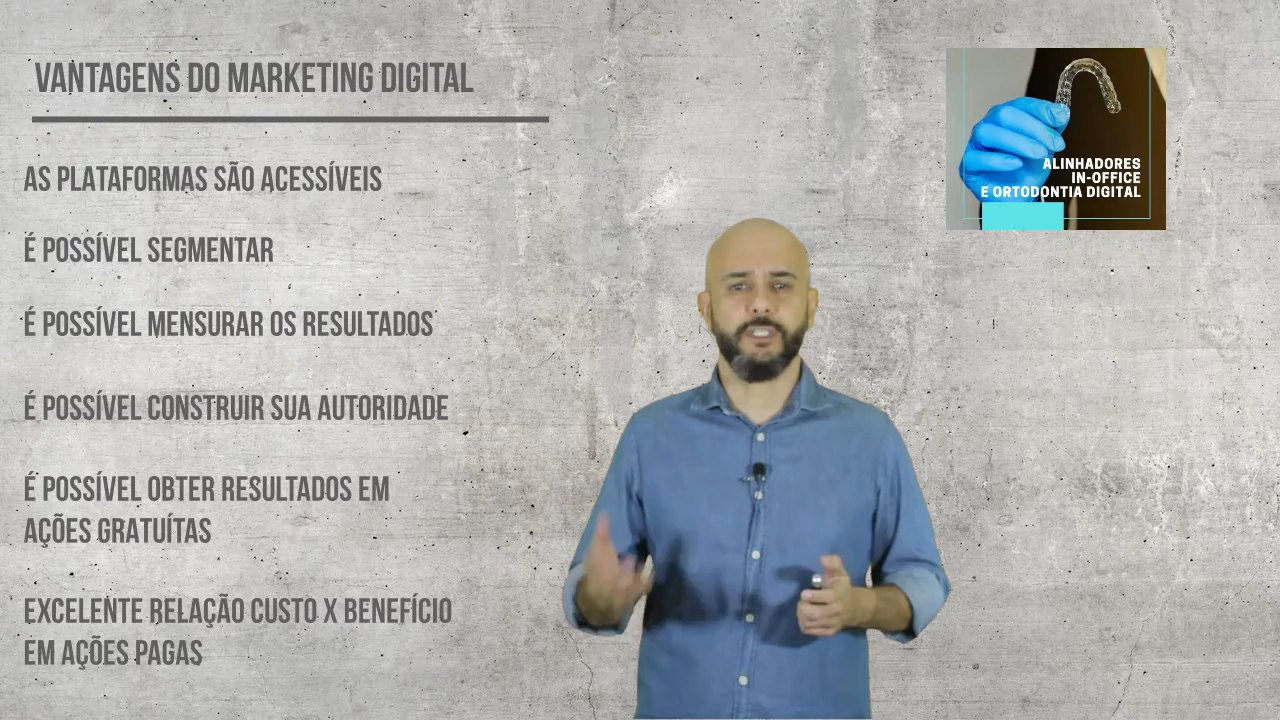 VANTAGENS DO MARKETING DIGITAL
AS PLATAFORMAS SÃO ACESSÍVEIS
É POSSÍVEL SEGMENTAR
É POSSÍVEL MENSURAR OS RESULTADOS
É POSSÍVEL CONSTRUIR SUA AUTORIDADE
É POSSÍVEL OBTER RESULTADOS EM
AÇÕES GRATUÍTAS
EXCELENTE RELAÇÃO CUSTO X BENEFÍCIO
EM AÇÕES PAGAS
ALINHADORES
IN-OFFICE
E ORTODONTIA DIGITAL